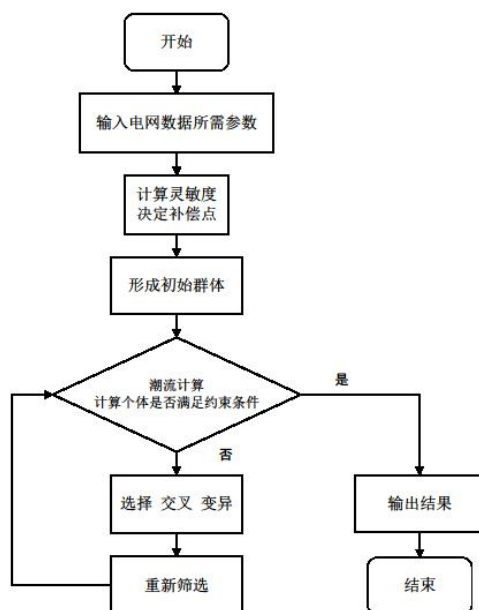 开始
输入电网数据所需参数
计算灵敏度
决定补偿点
形成初始群体
潮流计算
计算个体是否满足约束条件
是
否
选择 交叉 变异
输出结果
重新筛选
结束